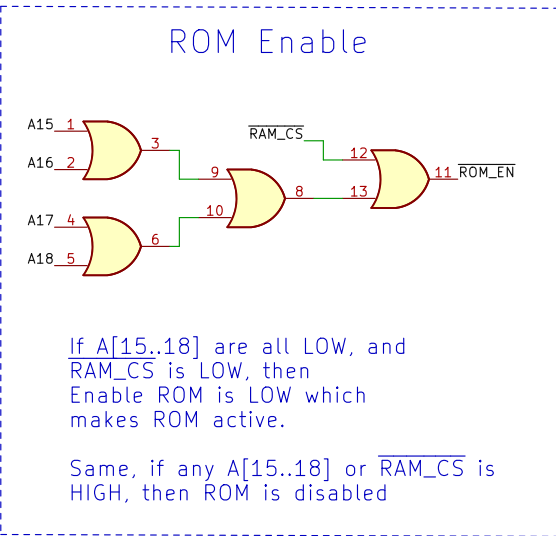 ROM Enable
A15 1
3
A16 2
RAM_CS
12
9
11 ROM_EN
8
13
10
A17 4
6
A18 5
If A[15..18] are all LOW, and
RAM_CS is LOW, then
Enable ROM is LOW which
makes ROM active.
Same, if any A[15..18] or RAM_CS is
HIGH, then ROM is disabled